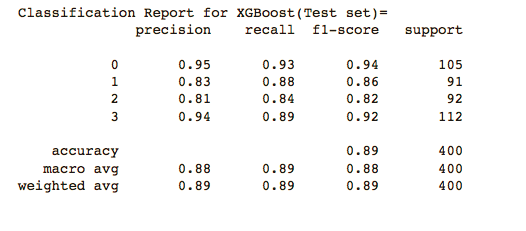 Classification Report for XGBoost(Test set)=
precision recall f1-score support
0 0.95 0.93 0.94 105
1 0.83 0.88 0.86 91
2 0.81 0.84 0.82 92
3 0.94 0.89 0.92 112
accuracy 0.89 400
macro avg 0.88 0.89 0.88 400
weighted avg 0.89 0.89 0.89 400